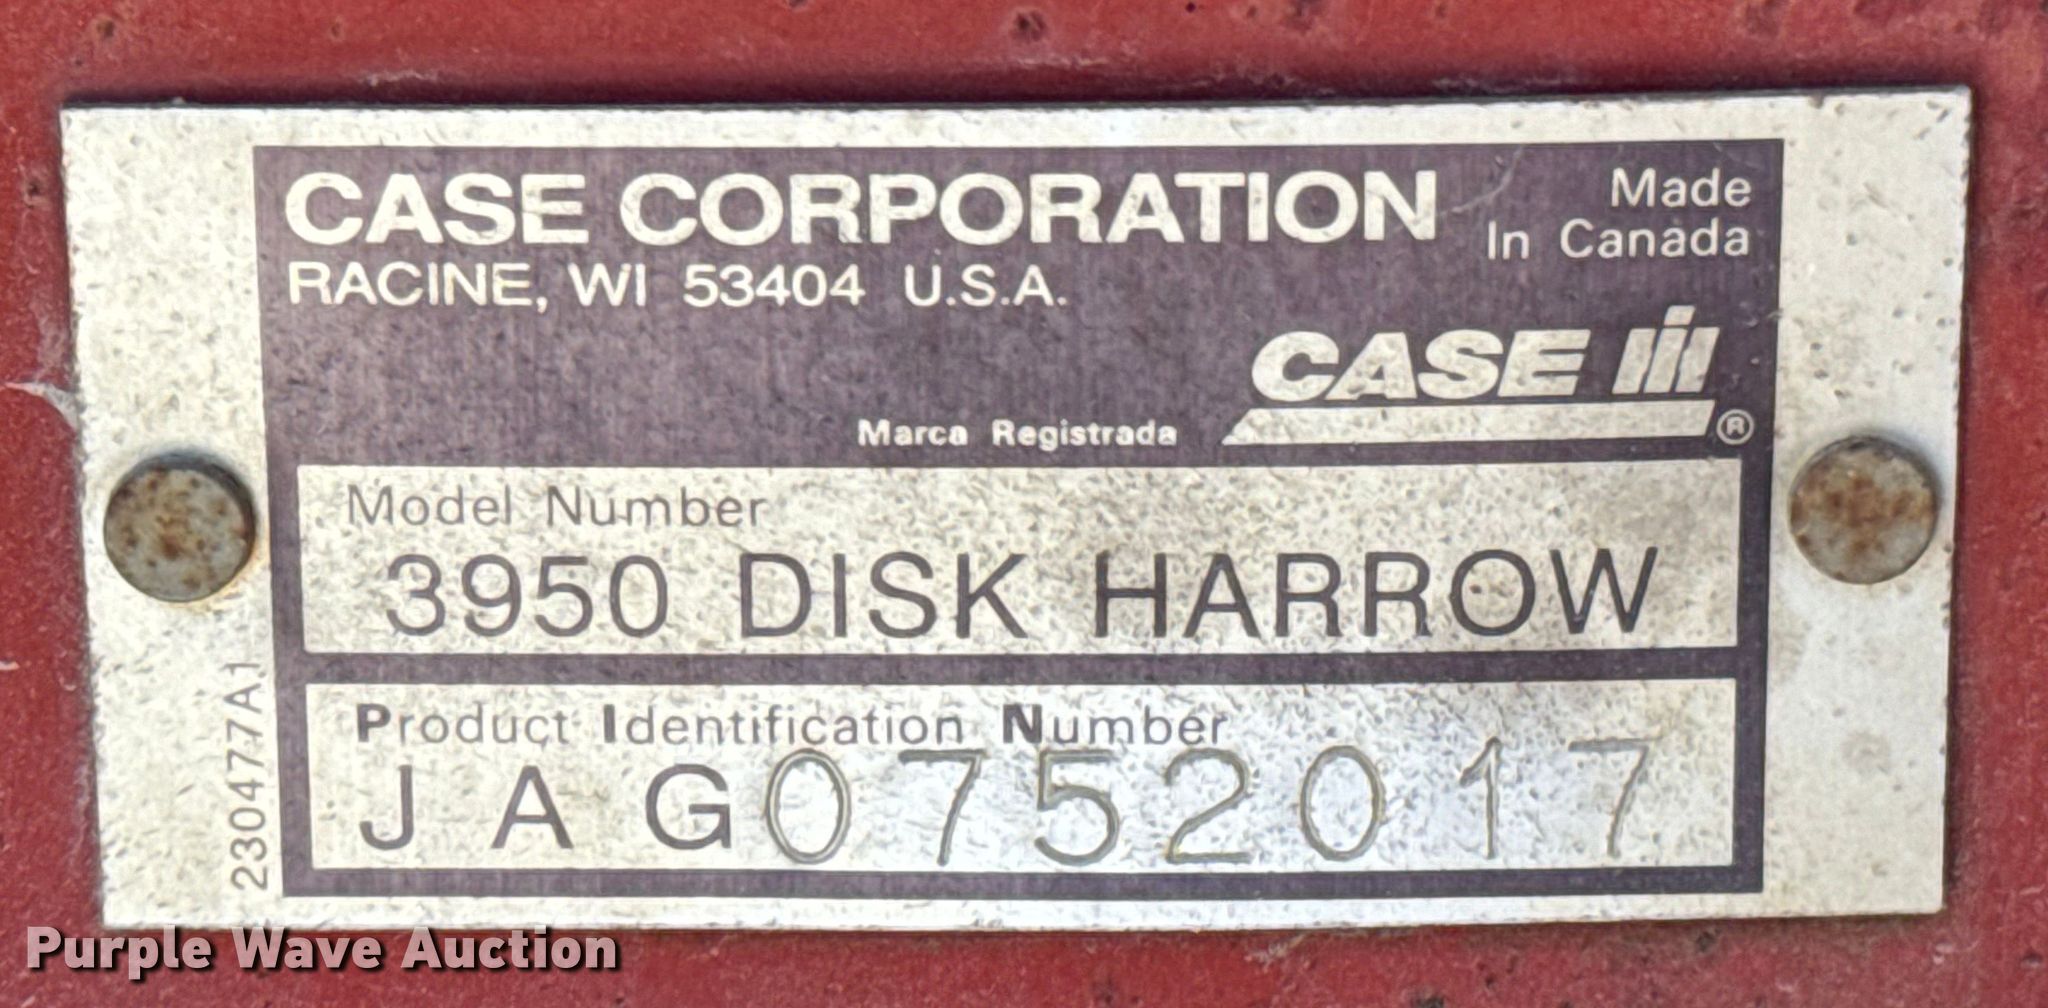 CASE CORPORATION
RACINE, WI 53404 U.S.A.
Made
In Canada
CASE IH
Marca Registrada ®
Model Number
3950 DISK HARROW
Product Identification Number
JAG0752017
230477A1
Purple Wave Auction